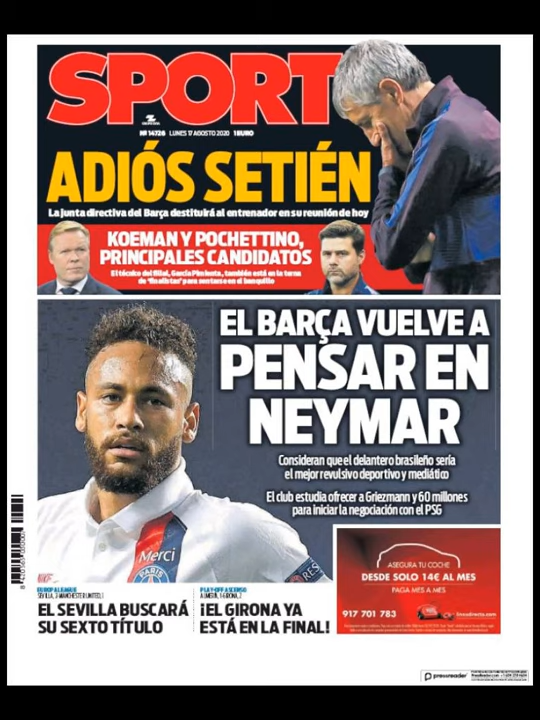 SPORT
Nº 14726 LUNES 17 AGOSTO 2020 1 EURO
ADIÓS SETIÉN
La junta directiva del Barça destituirá al entrenador en su reunión de hoy
KOEMAN Y POCHETTINO,
PRINCIPALES CANDIDATOS
El técnico del filial, García Pimienta, también está en la terna
de "finalistas" para sentarse en el banquillo
EL BARÇA VUELVE A
PENSAR EN
NEYMAR
Consideran que el delantero brasileño sería
el mejor revulsivo deportivo y mediático
El club estudia ofrecer a Griezmann y 60 millones
para iniciar la negociación con el PSG
Merci
PARIS
EUROPA LEAGUE
SEVILLA, 2 MANCHESTER UNITED, 1
EL SEVILLA BUSCARÁ
SU SEXTO TÍTULO
PLAY-OFF ASCENSO
ALMERÍA, 1 GIRONA, 2
¡EL GIRONA YA
ESTÁ EN LA FINAL!
ASEGURA TU COCHE
DESDE SOLO 14€ AL MES
PAGA MES A MES
917 701 783
lineadirecta.com
pressreader